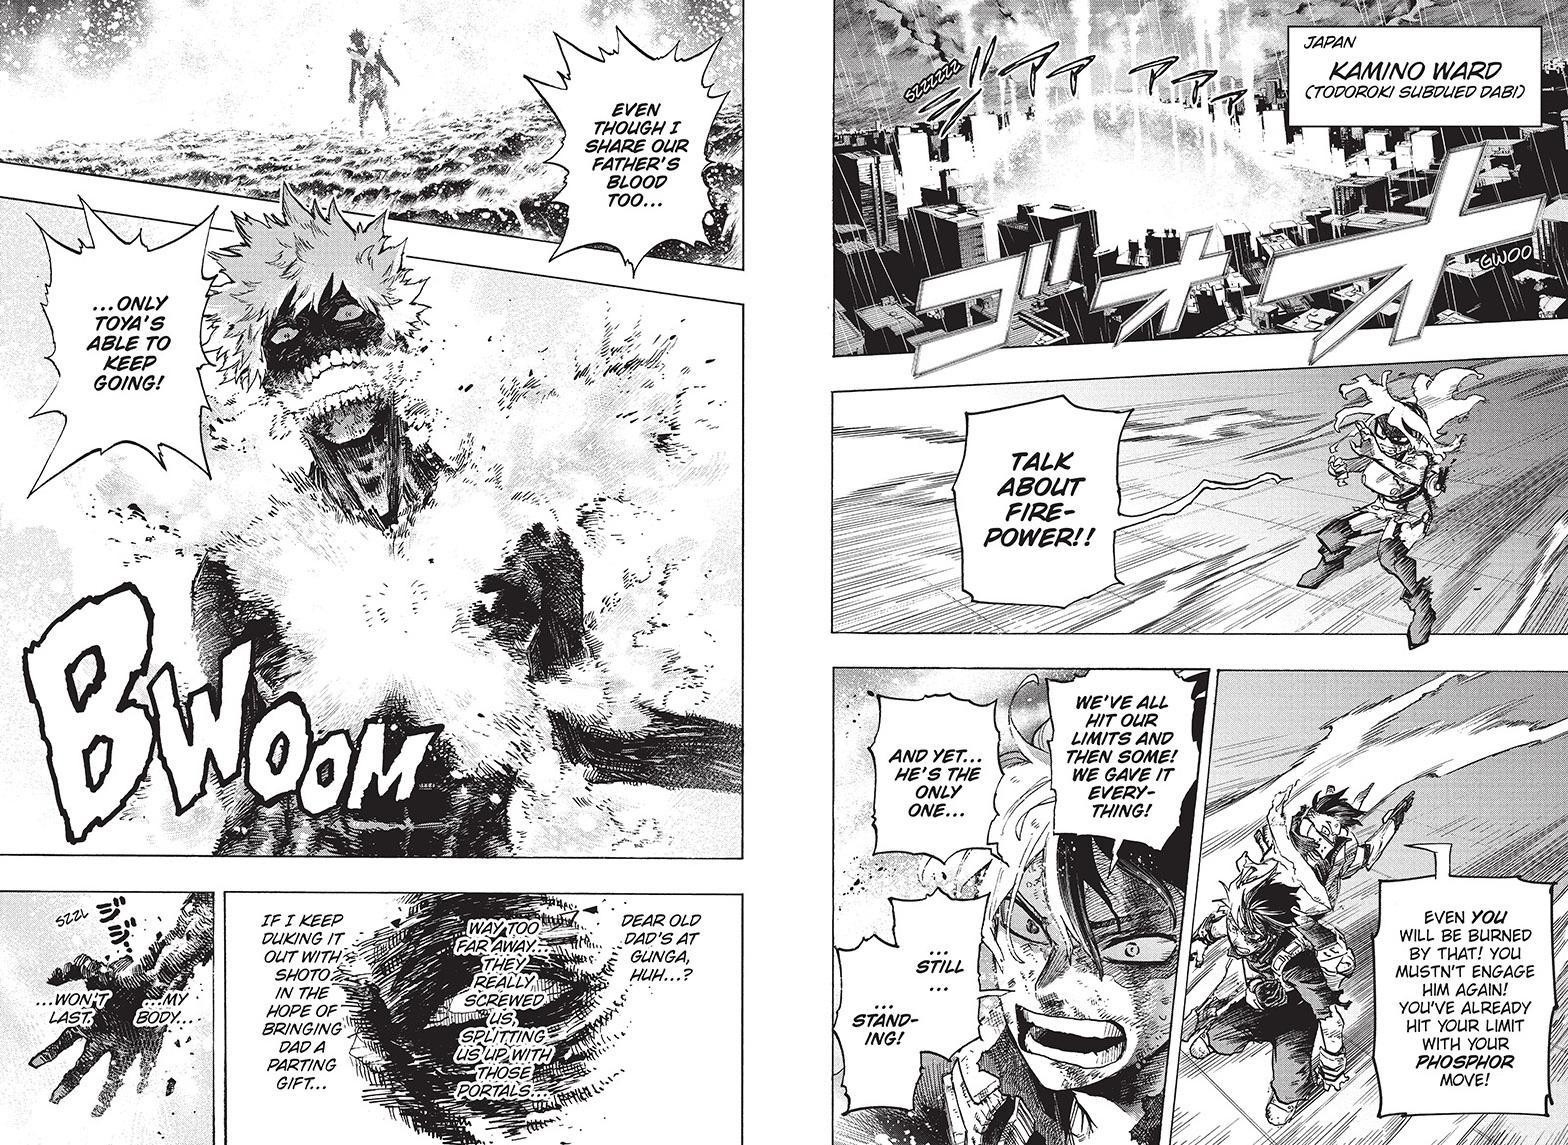 JAPAN
KAMINO WARD
(TODOROKI SUBDUED DABI)
SZZZZZZ
ジアアアアア
ゴオオ
GWOO
TALK
ABOUT
FIRE-
POWER!!
EVEN YOU
WILL BE BURNED
BY THAT! YOU
MUSTN'T ENGAGE
HIM AGAIN!
YOU'VE ALREADY
HIT YOUR LIMIT
WITH YOUR
PHOSPHOR
MOVE!
WE'VE ALL
HIT OUR
LIMITS AND
THEN SOME!
WE GAVE IT
EVERY-
THING!
AND YET...
HE'S THE
ONLY
ONE...
...
STILL
...
...
STAND-
ING!
EVEN
THOUGH I
SHARE OUR
FATHER'S
BLOOD
TOO...
...ONLY
TOYA'S
ABLE TO
KEEP
GOING!
BWOOM
DEAR OLD
DAD'S AT
GUNGA,
HUH...?
WAY TOO
FAR AWAY...
THEY
REALLY
SCREWED
US,
SPLITTING
US UP WITH
THOSE
PORTALS...
IF I KEEP
DUKING IT
OUT WITH
SHOTO
IN THE
HOPE OF
BRINGING
DAD A
PARTING
GIFT...
SZZL
...MY
BODY...
...WON'T
LAST.